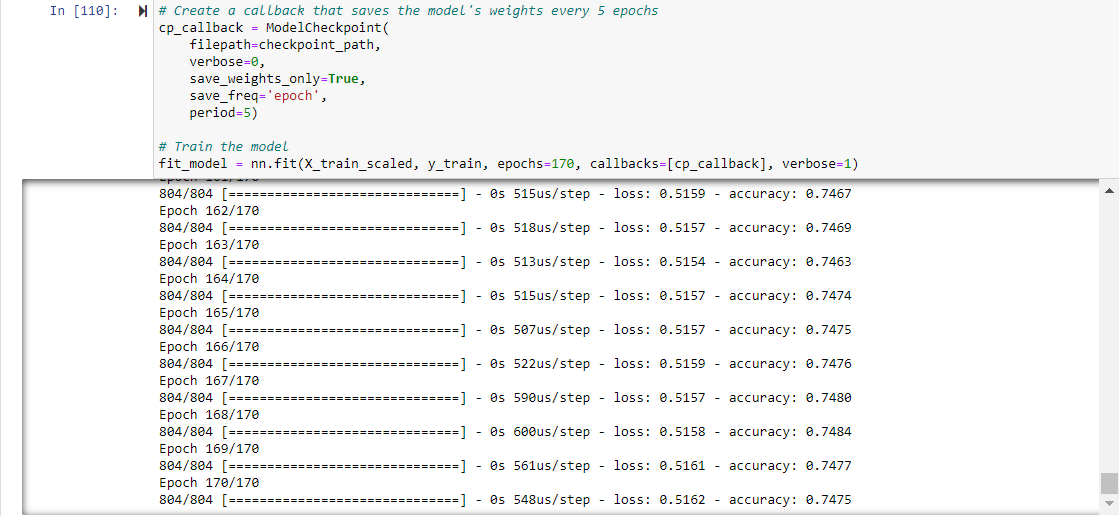 In [110]:
# Create a callback that saves the model's weights every 5 epochs
cp_callback = ModelCheckpoint(
    filepath=checkpoint_path,
    verbose=0,
    save_weights_only=True,
    save_freq='epoch',
    period=5)

# Train the model
fit_model = nn.fit(X_train_scaled, y_train, epochs=170, callbacks=[cp_callback], verbose=1)
Epoch 161/170
804/804 [==============================] - 0s 515us/step - loss: 0.5159 - accuracy: 0.7467
Epoch 162/170
804/804 [==============================] - 0s 518us/step - loss: 0.5157 - accuracy: 0.7469
Epoch 163/170
804/804 [==============================] - 0s 513us/step - loss: 0.5154 - accuracy: 0.7463
Epoch 164/170
804/804 [==============================] - 0s 515us/step - loss: 0.5157 - accuracy: 0.7474
Epoch 165/170
804/804 [==============================] - 0s 507us/step - loss: 0.5157 - accuracy: 0.7475
Epoch 166/170
804/804 [==============================] - 0s 522us/step - loss: 0.5159 - accuracy: 0.7476
Epoch 167/170
804/804 [==============================] - 0s 590us/step - loss: 0.5157 - accuracy: 0.7480
Epoch 168/170
804/804 [==============================] - 0s 600us/step - loss: 0.5158 - accuracy: 0.7484
Epoch 169/170
804/804 [==============================] - 0s 561us/step - loss: 0.5161 - accuracy: 0.7477
Epoch 170/170
804/804 [==============================] - 0s 548us/step - loss: 0.5162 - accuracy: 0.7475